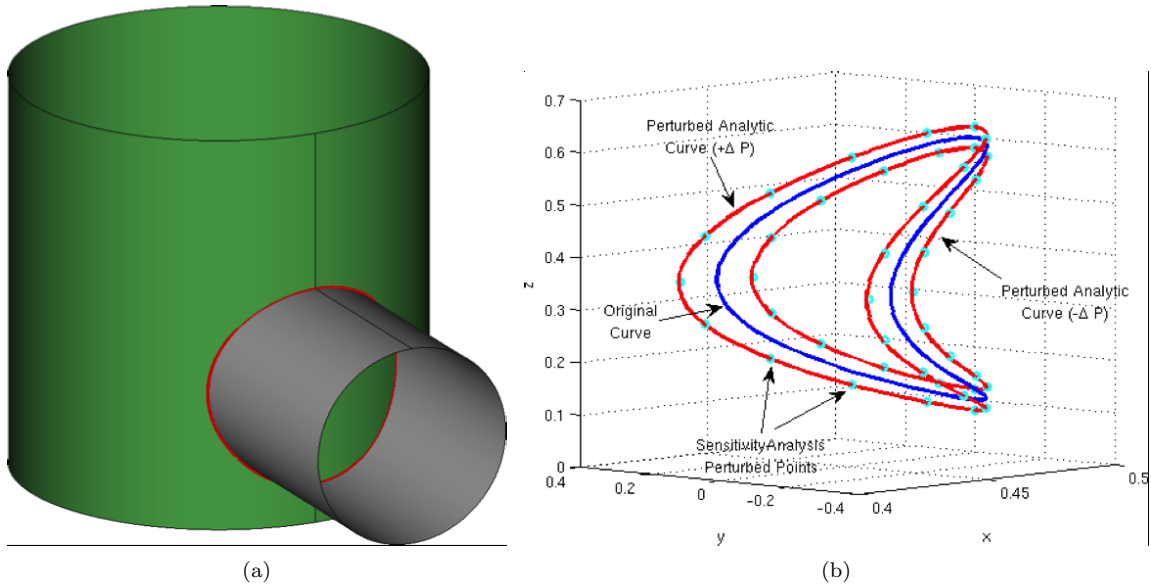 0.7
Perturbed Analytic
Curve (+Δ P)
0.6
0.5
0.4
z
0.3
Original
Curve
Perturbed Analytic
Curve (-Δ P)
0.2
0.1
SensitivityAnalysis
Perturbed Points
0
0.4
0.2
0
-0.2
-0.4
0.4
0.45
0.5
y
x
(a)
(b)